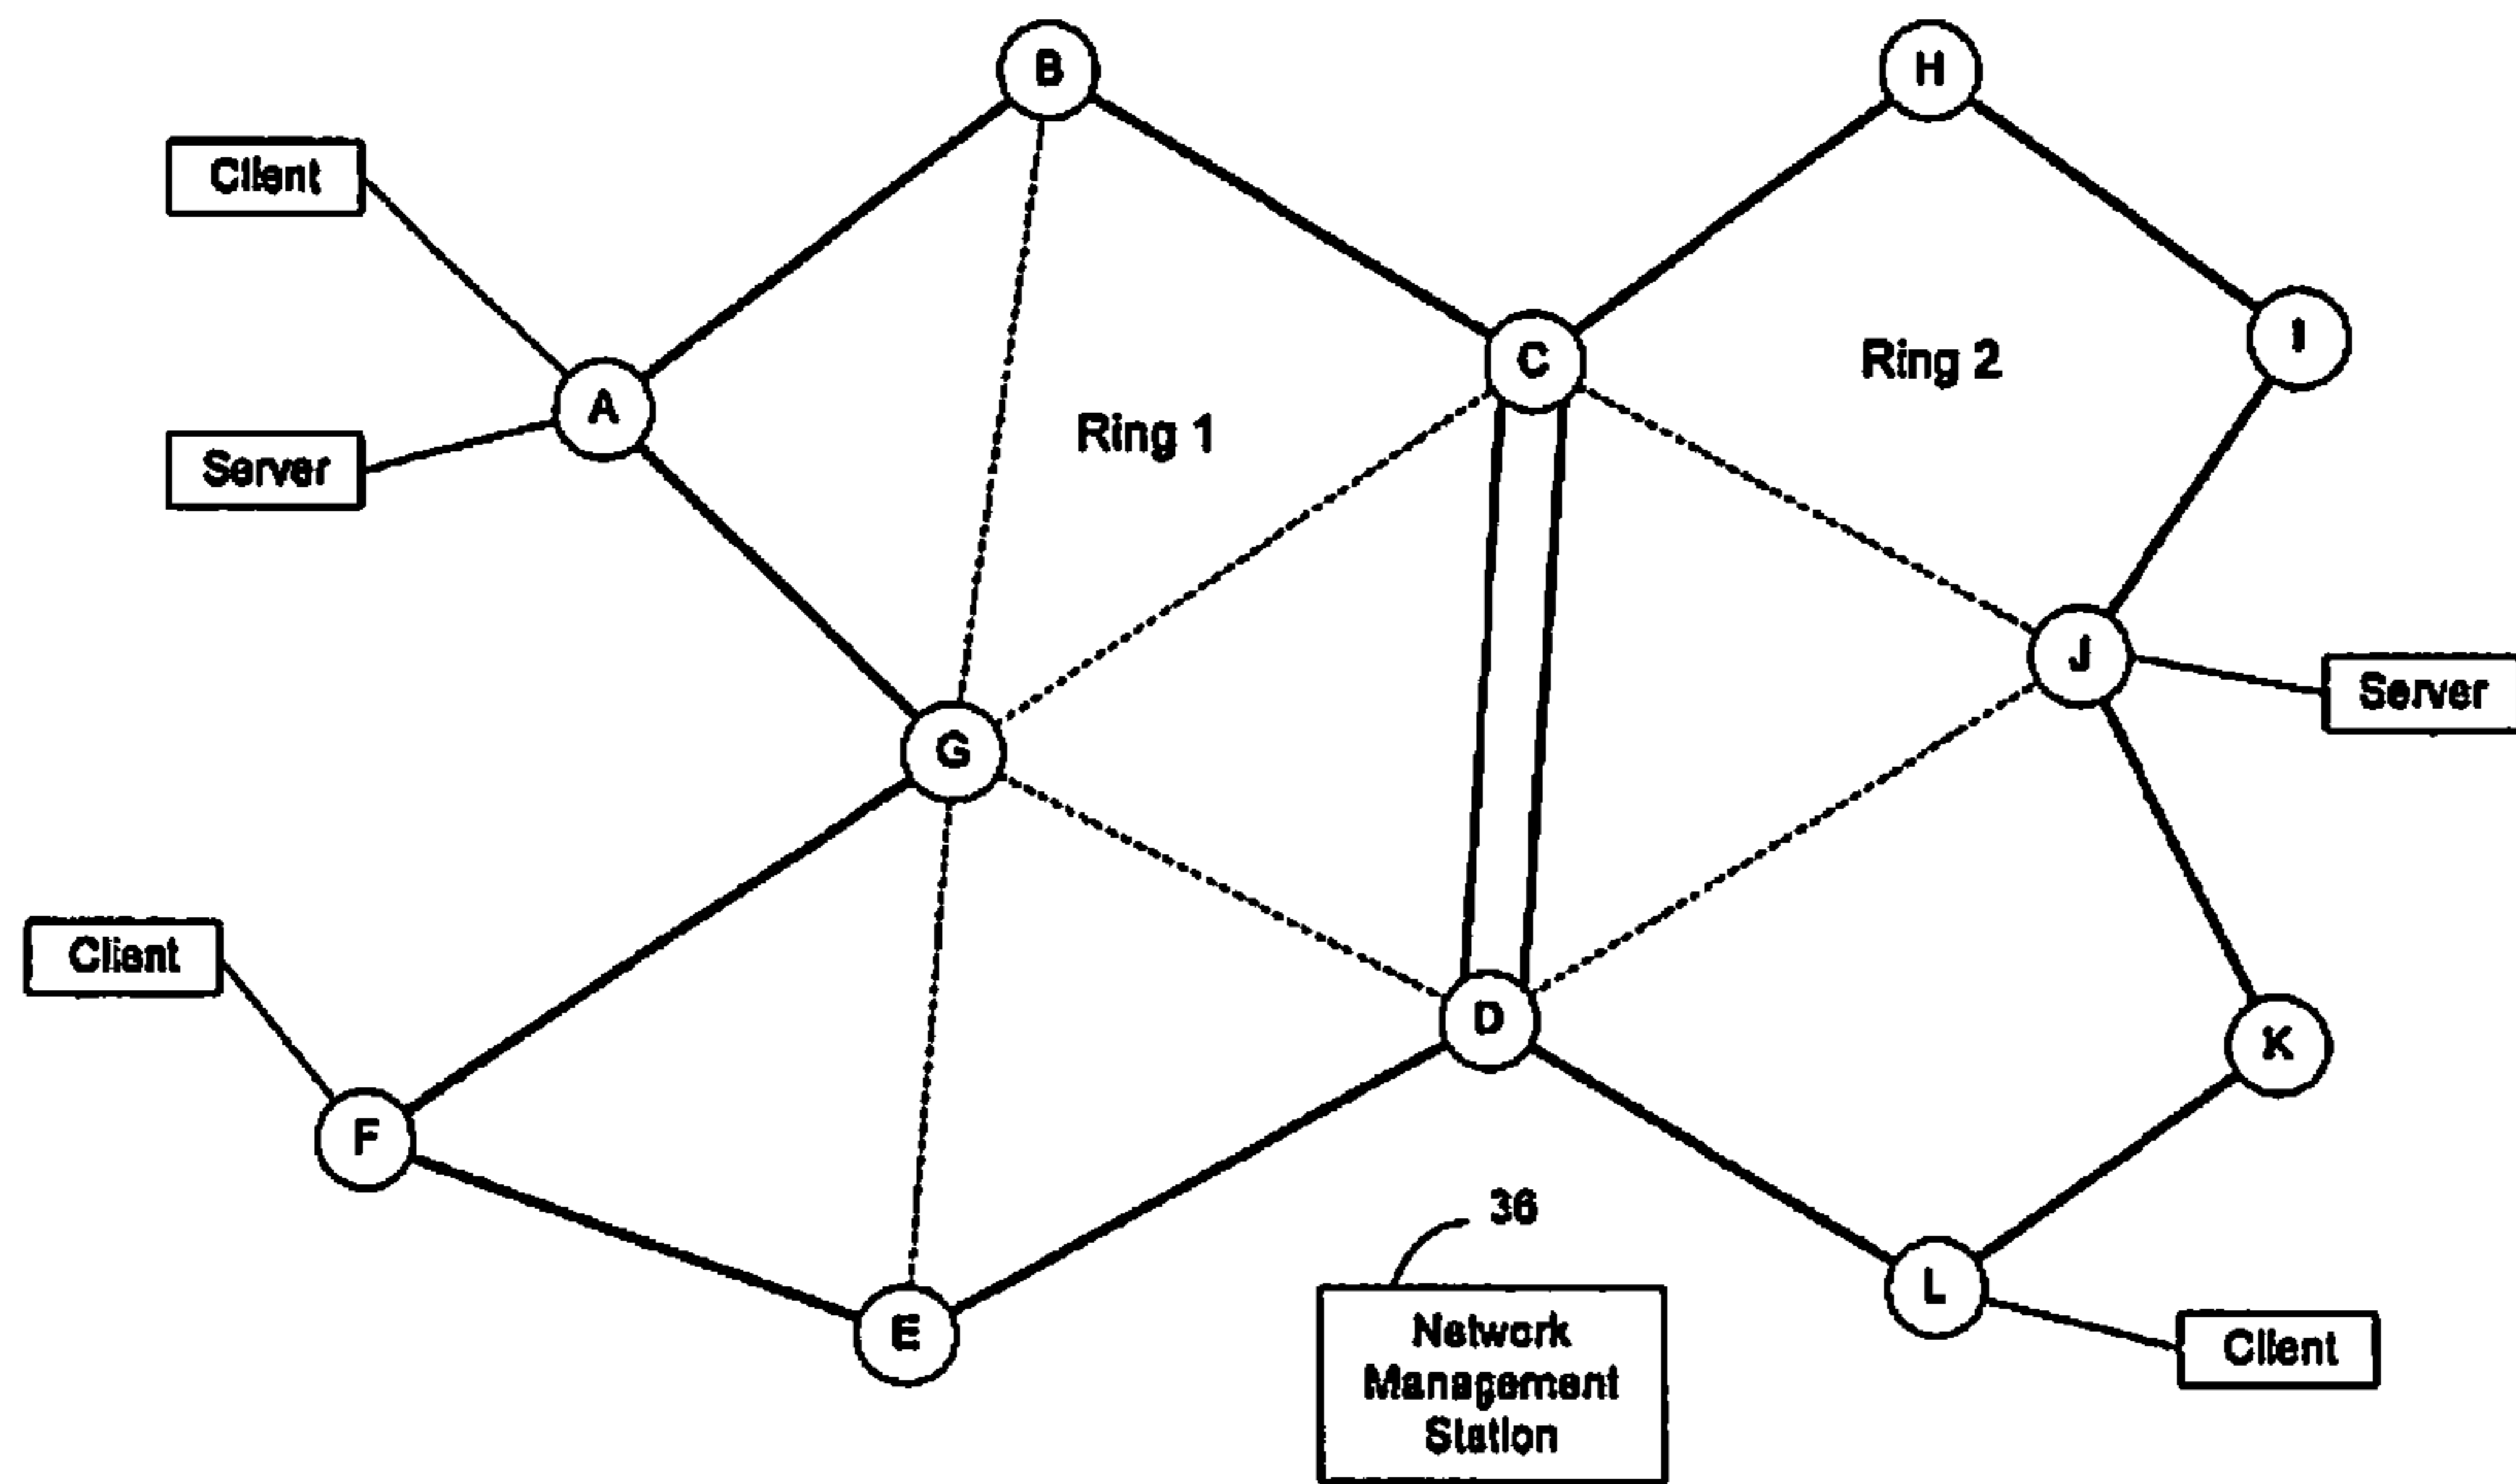 B
H
Client
I
C
Ring 2
A
Ring 1
Server
J
Server
G
Client
D
K
F
36
L
E
Network
Management
Station
Client